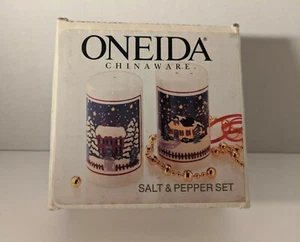 ONEIDA®
CHINAWARE
SALT & PEPPER SET